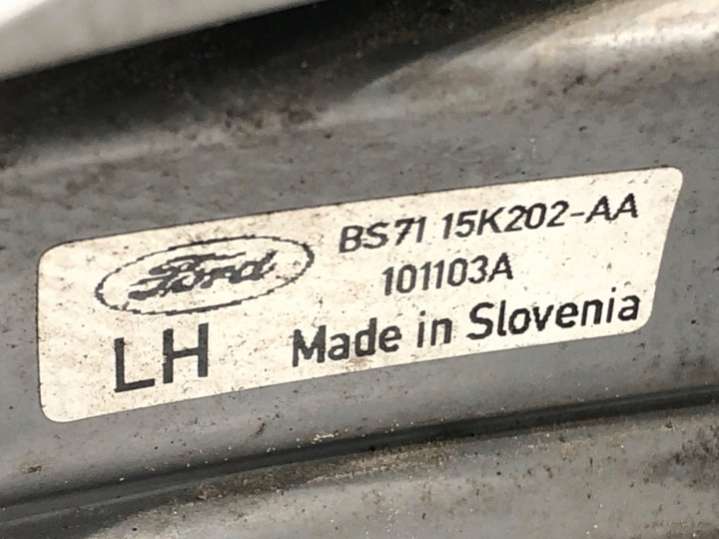 Ford
BS71 15K202-AA
101103A
LH
Made in Slovenia